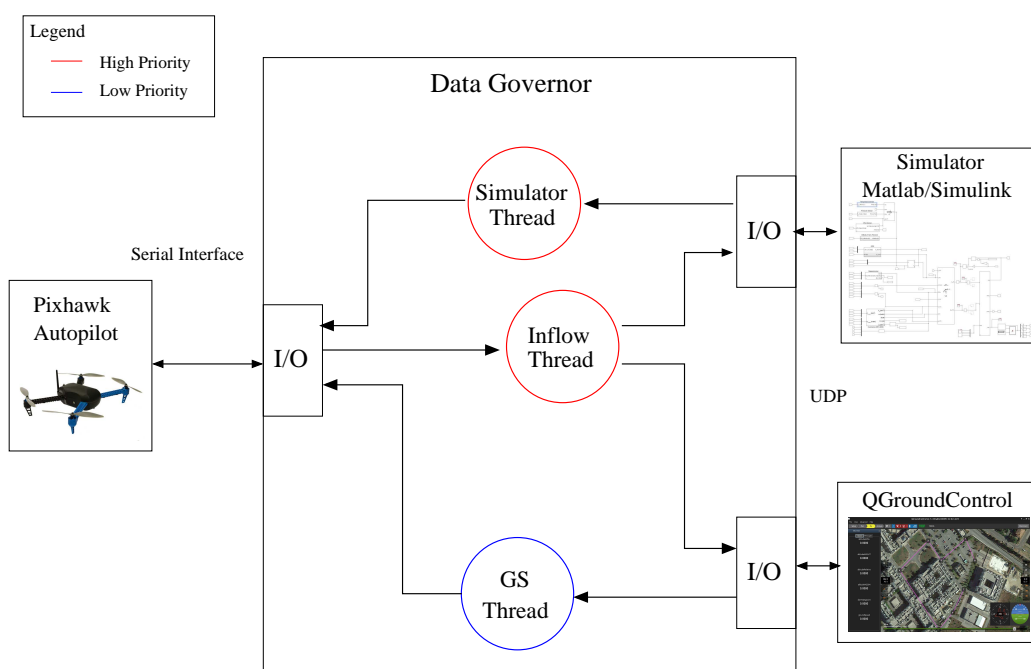 Legend
High Priority
Low Priority
Data Governor
Simulator
Matlab/Simulink
Simulator
Thread
I/O
Serial Interface
Pixhawk
Autopilot
I/O
Inflow
Thread
UDP
QGroundControl
GS
Thread
I/O